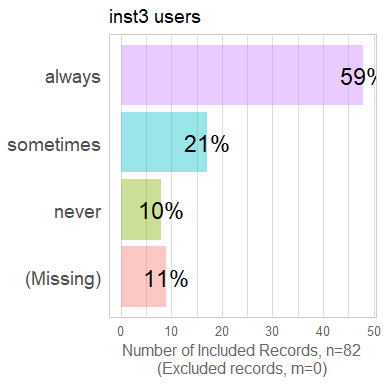 inst3 users
always
59%
sometimes
21%
never
10%
(Missing)
11%
0 10 20 30 40 50
Number of Included Records, n=82
(Excluded records, m=0)